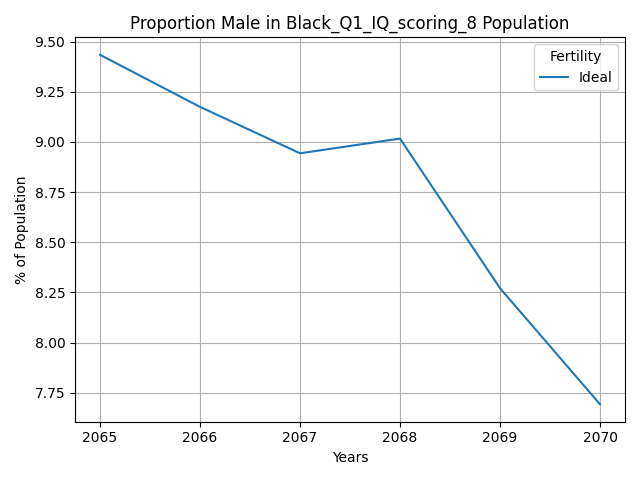 Proportion Male in Black_Q1_IQ_scoring_8 Population
Fertility
Ideal
% of Population
9.50
9.25
9.00
8.75
8.50
8.25
8.00
7.75
2065 2066 2067 2068 2069 2070
Years